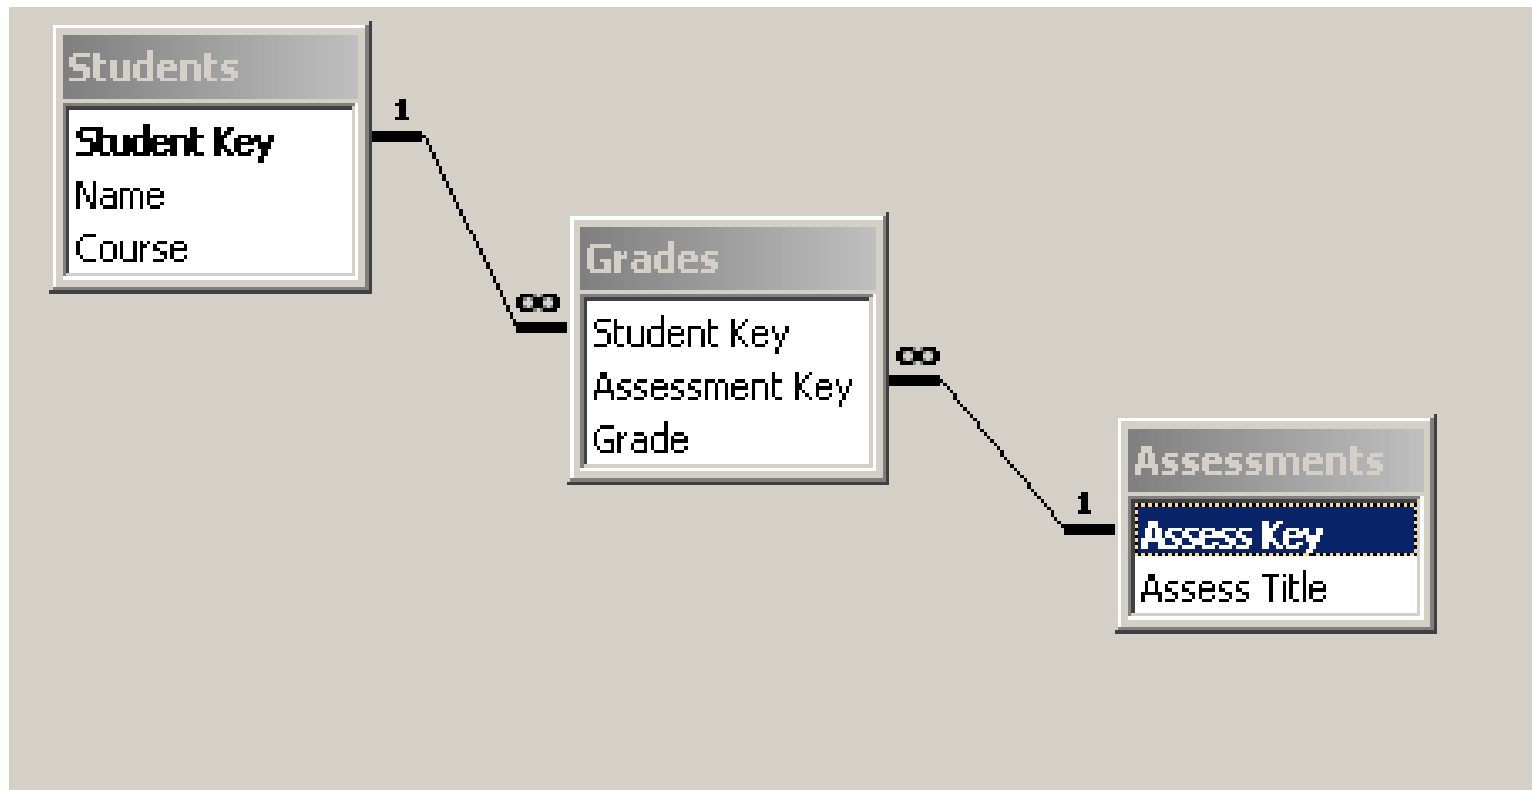 Students
Student Key
Name
Course
1
∞
Grades
Student Key
Assessment Key
Grade
∞
1
Assessments
Assess Key
Assess Title